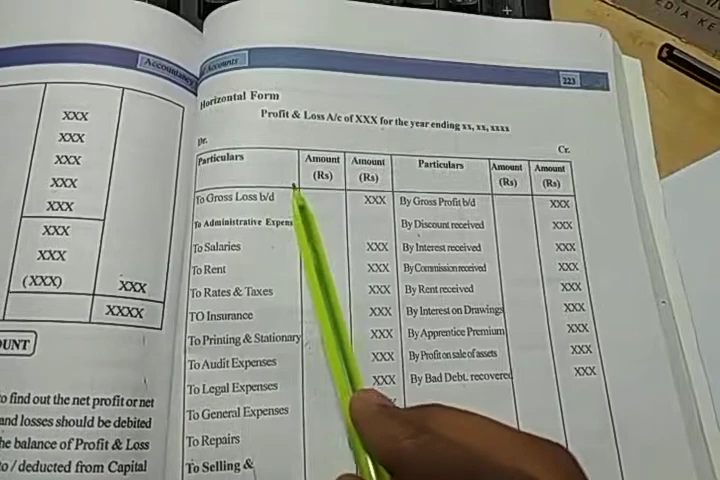 Accountancy
of Accounts
223
XXX
XXX
XXX
XXX
XXX
XXX
XXX
(XXX) XXX
XXXX
OUNT
to find out the net profit or net
and losses should be debited
he balance of Profit & Loss
to / deducted from Capital
Horizontal Form
Profit & Loss A/c of XXX for the year ending xx, xx, xxxx
Dr. Cr.
Particulars Amount (Rs) Amount (Rs) Particulars Amount (Rs) Amount (Rs)
To Gross Loss b/d XXX By Gross Profit b/d XXX
To Administrative Expens By Discount received XXX
To Salaries XXX By Interest received XXX
To Rent XXX By Commission received XXX
To Rates & Taxes XXX By Rent received XXX
TO Insurance XXX By Interest on Drawings XXX
To Printing & Stationary XXX By Apprentice Premium XXX
To Audit Expenses XXX By Profit on sale of assets XXX
To Legal Expenses XXX By Bad Debt. recovered XXX
To General Expenses
To Repairs
To Selling &